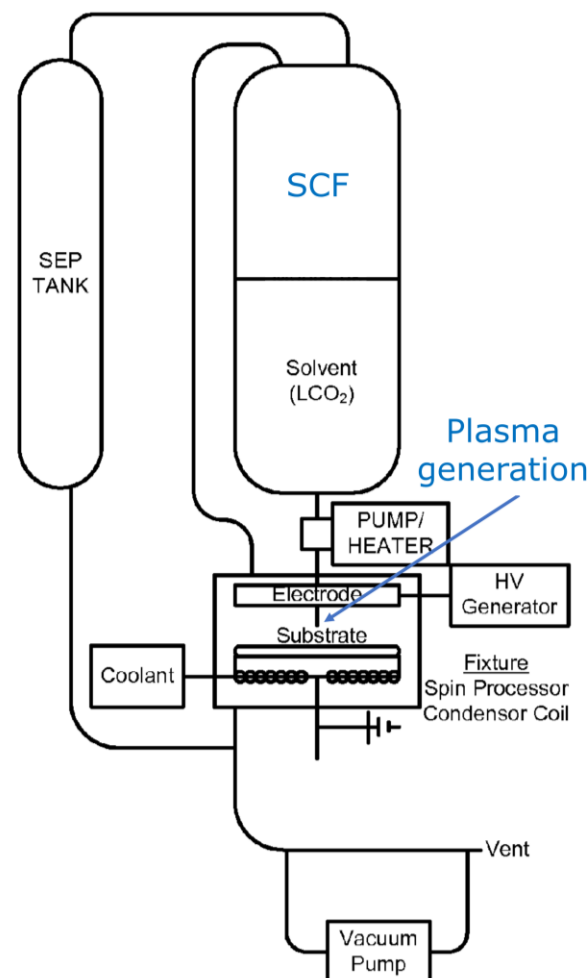 SCF
SEP
TANK
Solvent
(LCO₂)
Plasma
generation
PUMP/
HEATER
Electrode
HV
Generator
Substrate
Coolant
Fixture
Spin Processor
Condensor Coil
Vent
Vacuum
Pump